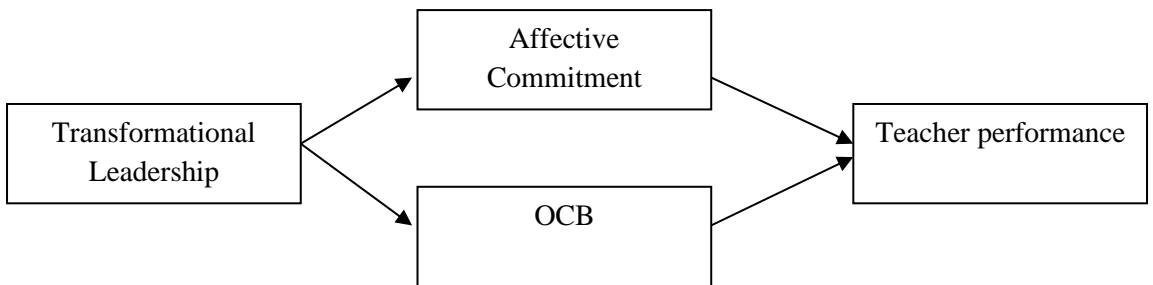 Transformational
Leadership
Affective
Commitment
OCB
Teacher performance